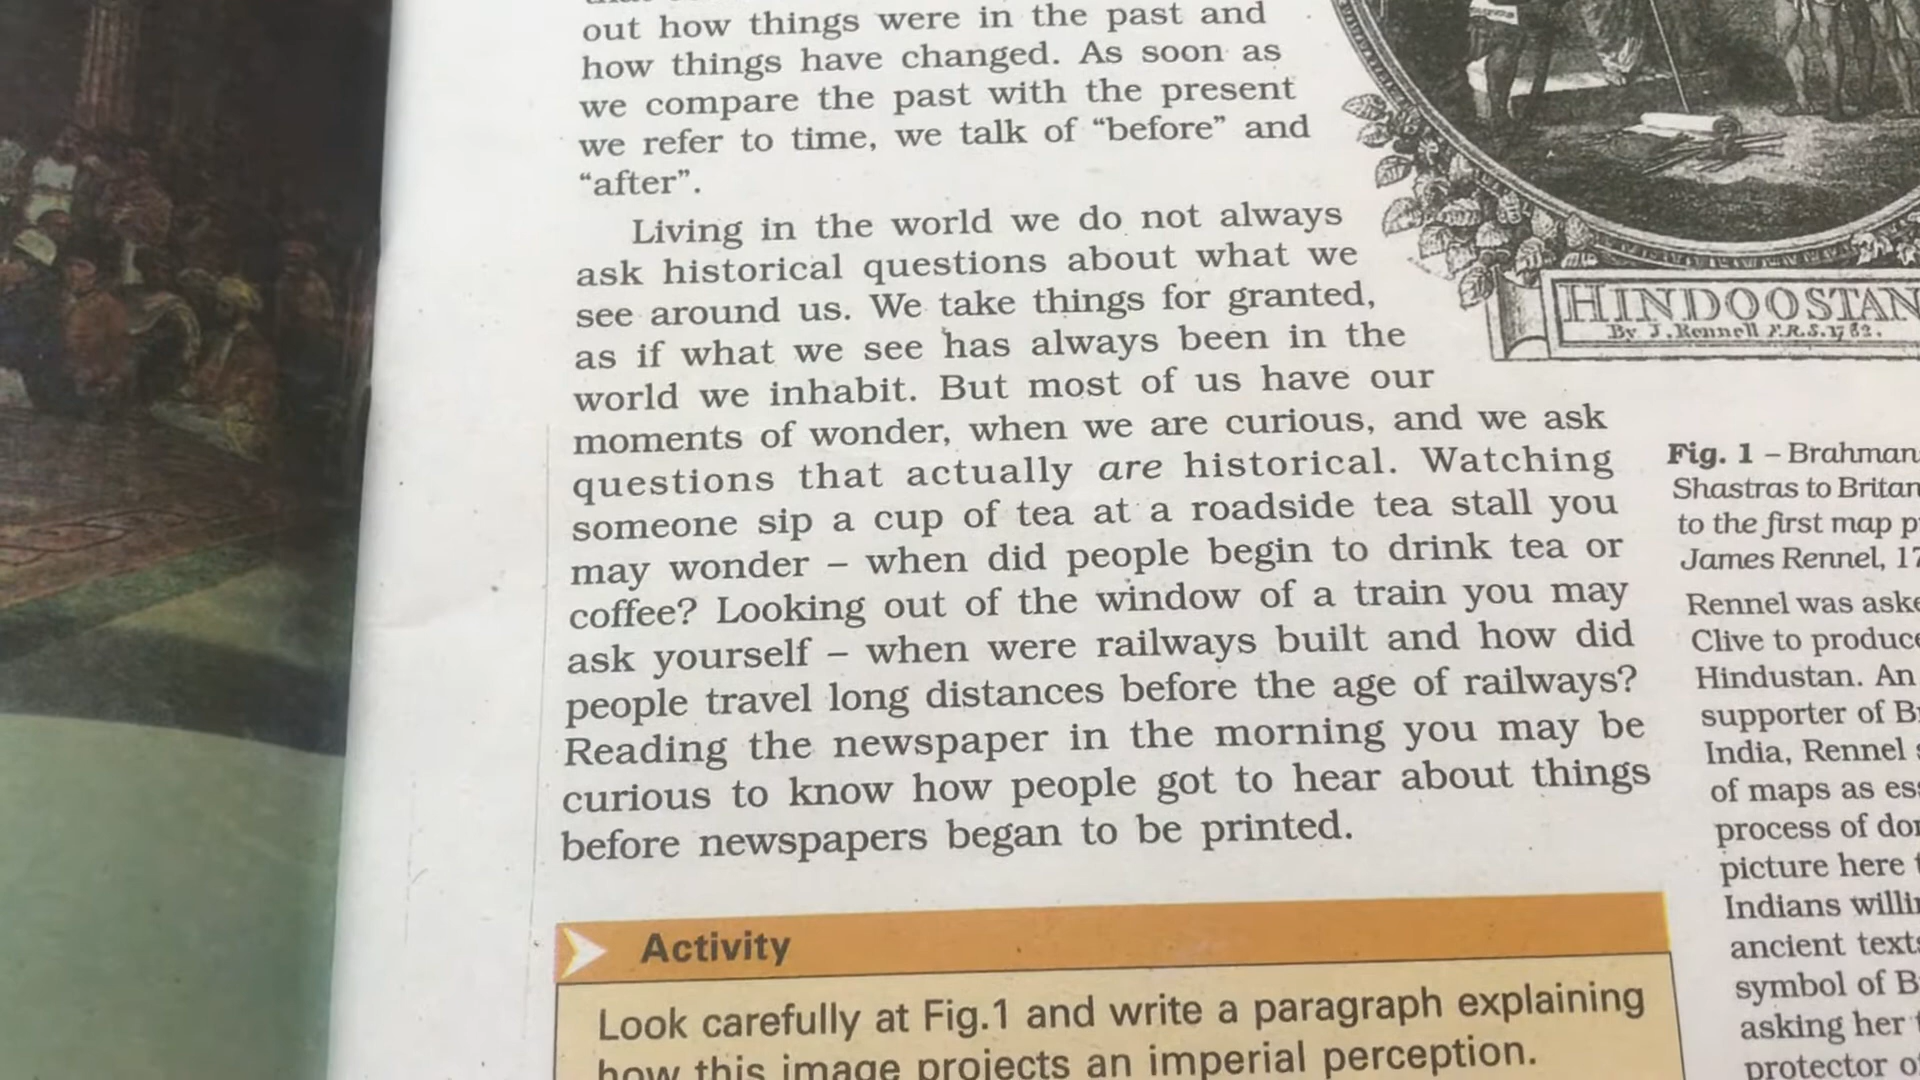 out how things were in the past and
how things have changed. As soon as
we compare the past with the present
we refer to time, we talk of “before” and
“after”.
Living in the world we do not always
ask historical questions about what we
see around us. We take things for granted,
as if what we see has always been in the
world we inhabit. But most of us have our
moments of wonder, when we are curious, and we ask
questions that actually are historical. Watching
someone sip a cup of tea at a roadside tea stall you
may wonder – when did people begin to drink tea or
coffee? Looking out of the window of a train you may
ask yourself – when were railways built and how did
people travel long distances before the age of railways?
Reading the newspaper in the morning you may be
curious to know how people got to hear about things
before newspapers began to be printed.
Activity
Look carefully at Fig.1 and write a paragraph explaining
how this image projects an imperial perception.
HINDOOSTAN
By J. Rennell F.R.S. 1782.
Fig. 1 – Brahman
Shastras to Britan
to the first map p
James Rennel, 17
Rennel was aske
Clive to produce
Hindustan. An
supporter of B
India, Rennel
of maps as es
process of do
picture here
Indians willi
ancient texts
symbol of B
asking her
protector o